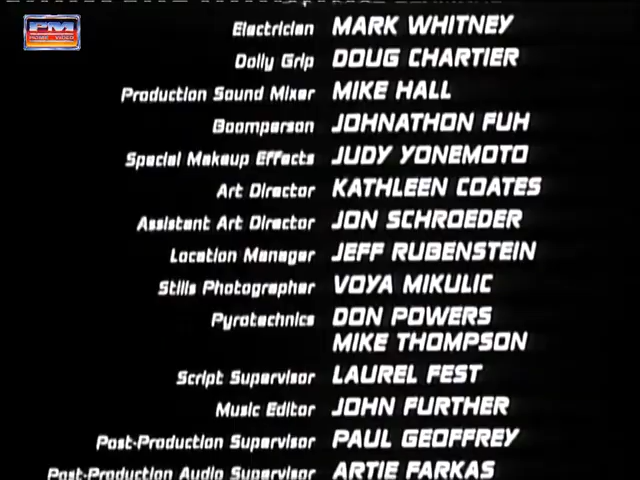 PM
HOME VIDEO
Electrician MARK WHITNEY
Dolly Grip DOUG CHARTIER
Production Sound Mixer MIKE HALL
Boomperson JOHNATHON FUH
Special Makeup Effects JUDY YONEMOTO
Art Director KATHLEEN COATES
Assistant Art Director JON SCHROEDER
Location Manager JEFF RUBENSTEIN
Stills Photographer VOYA MIKULIC
Pyrotechnics DON POWERS
MIKE THOMPSON
Script Supervisor LAUREL FEST
Music Editor JOHN FURTHER
Post-Production Supervisor PAUL GEOFFREY
Post-Production Audio Supervisor ARTIE FARKAS